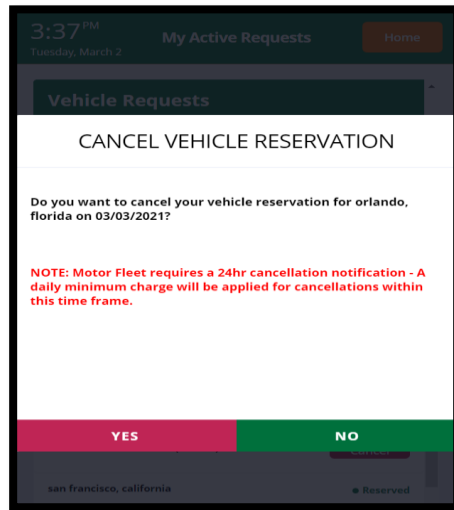 3:37 PM
My Active Requests
Home
Tuesday, March 2
Vehicle Requests
CANCEL VEHICLE RESERVATION
Do you want to cancel your vehicle reservation for orlando,
florida on 03/03/2021?
NOTE: Motor Fleet requires a 24hr cancellation notification - A
daily minimum charge will be applied for cancellations within
this time frame.
YES
NO
Cancel
san francisco, california
Reserved